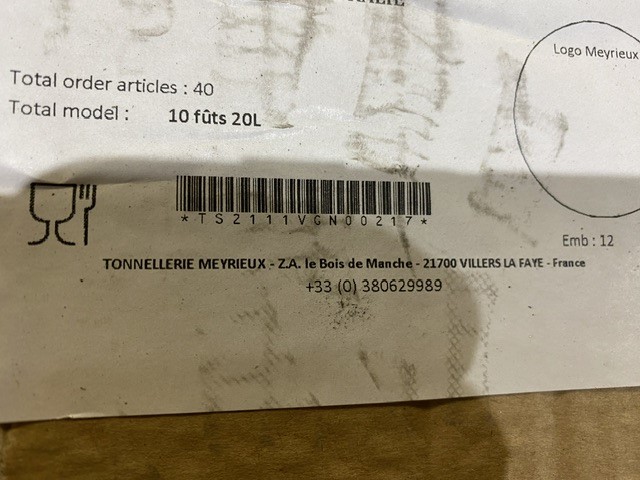 Logo Meyrieux
Total order articles : 40
Total model : 10 fûts 20L
*TS2111VGN00217*
Emb : 12
TONNELLERIE MEYRIEUX - Z.A. le Bois de Manche - 21700 VILLERS LA FAYE - France
+33 (0) 380629989